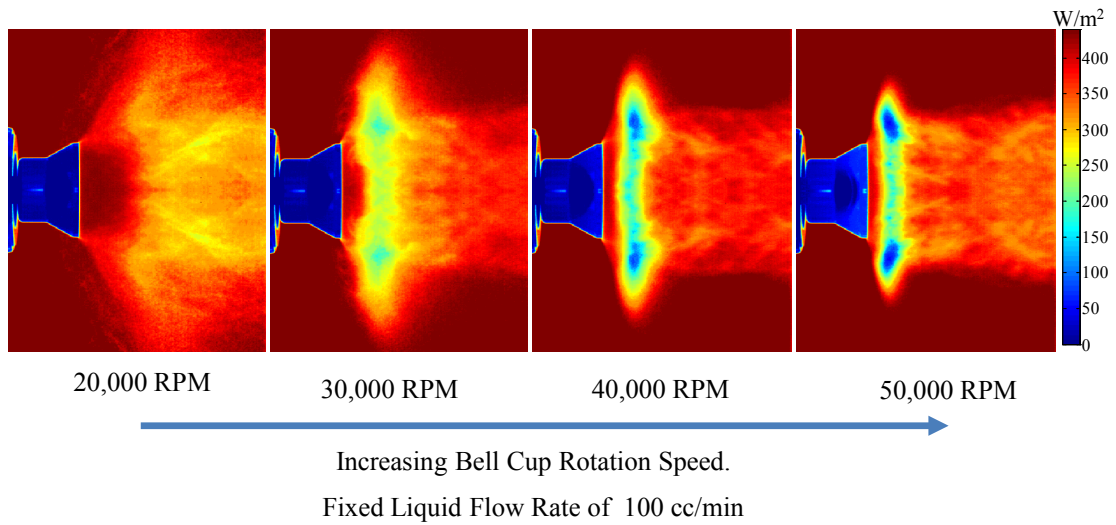 W/m²
400
350
300
250
200
150
100
50
0
20,000 RPM
30,000 RPM
40,000 RPM
50,000 RPM
Increasing Bell Cup Rotation Speed.
Fixed Liquid Flow Rate of 100 cc/min